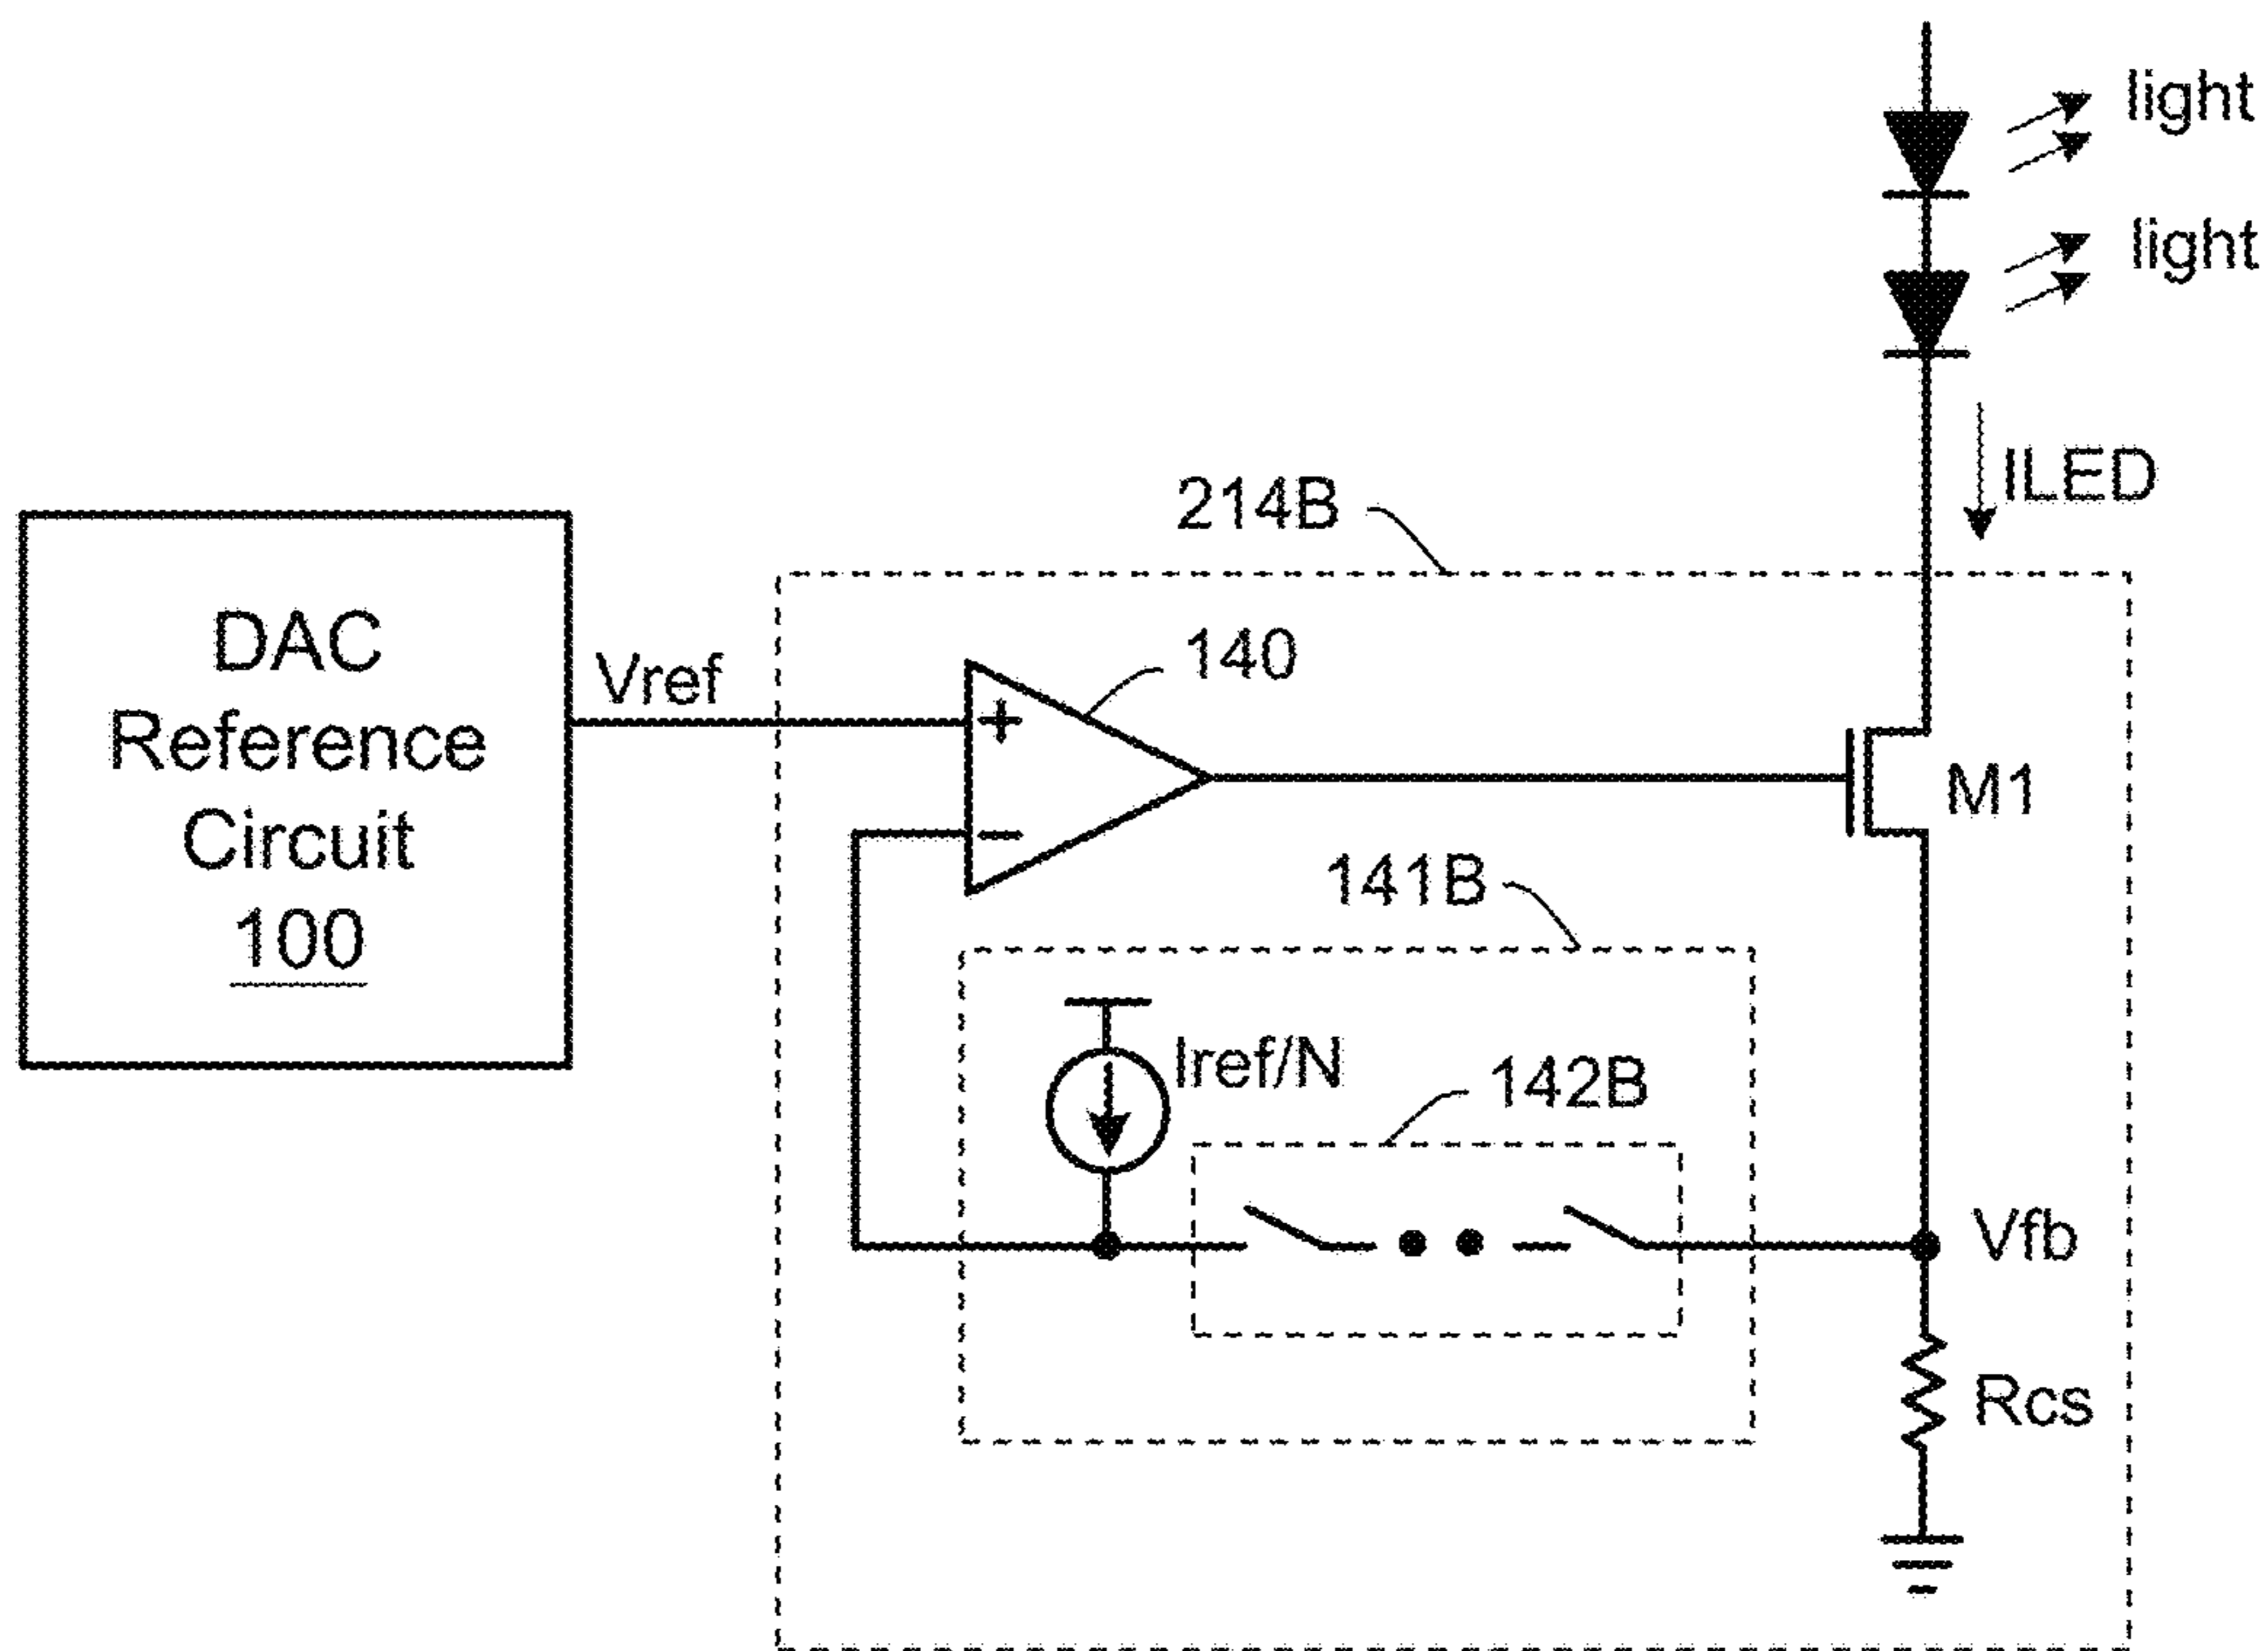 light
light
ILED
214B
DAC
Reference
Circuit
100
Vref
140
+
−
M1
141B
Iref/N
142B
Vfb
Rcs